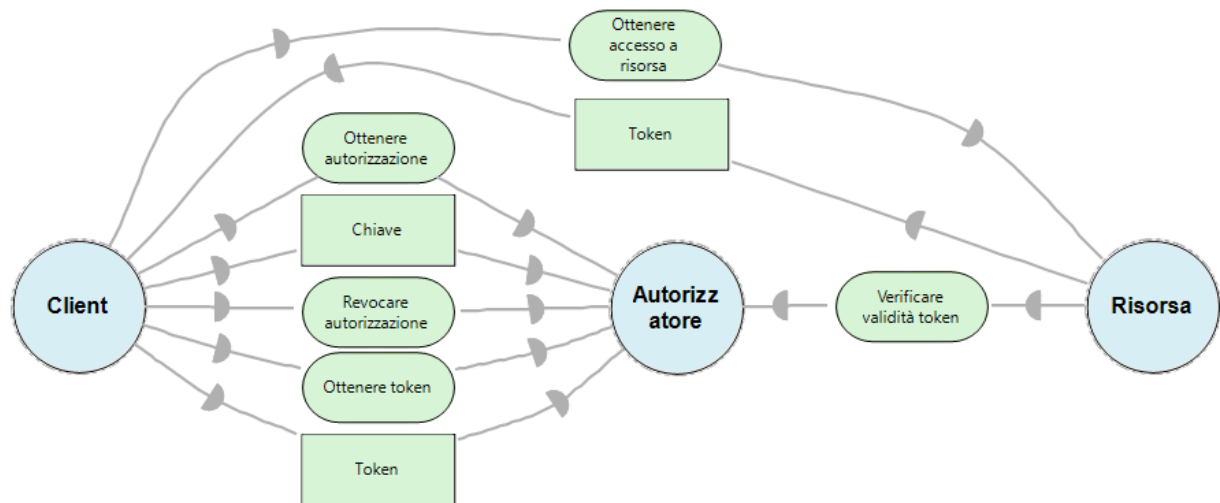 Ottenere
accesso a
risorsa
Token
Ottenere
autorizzazione
Chiave
Client
Revocare
autorizzazione
Autorizz
atore
Verificare
validità token
Risorsa
Ottenere token
Token